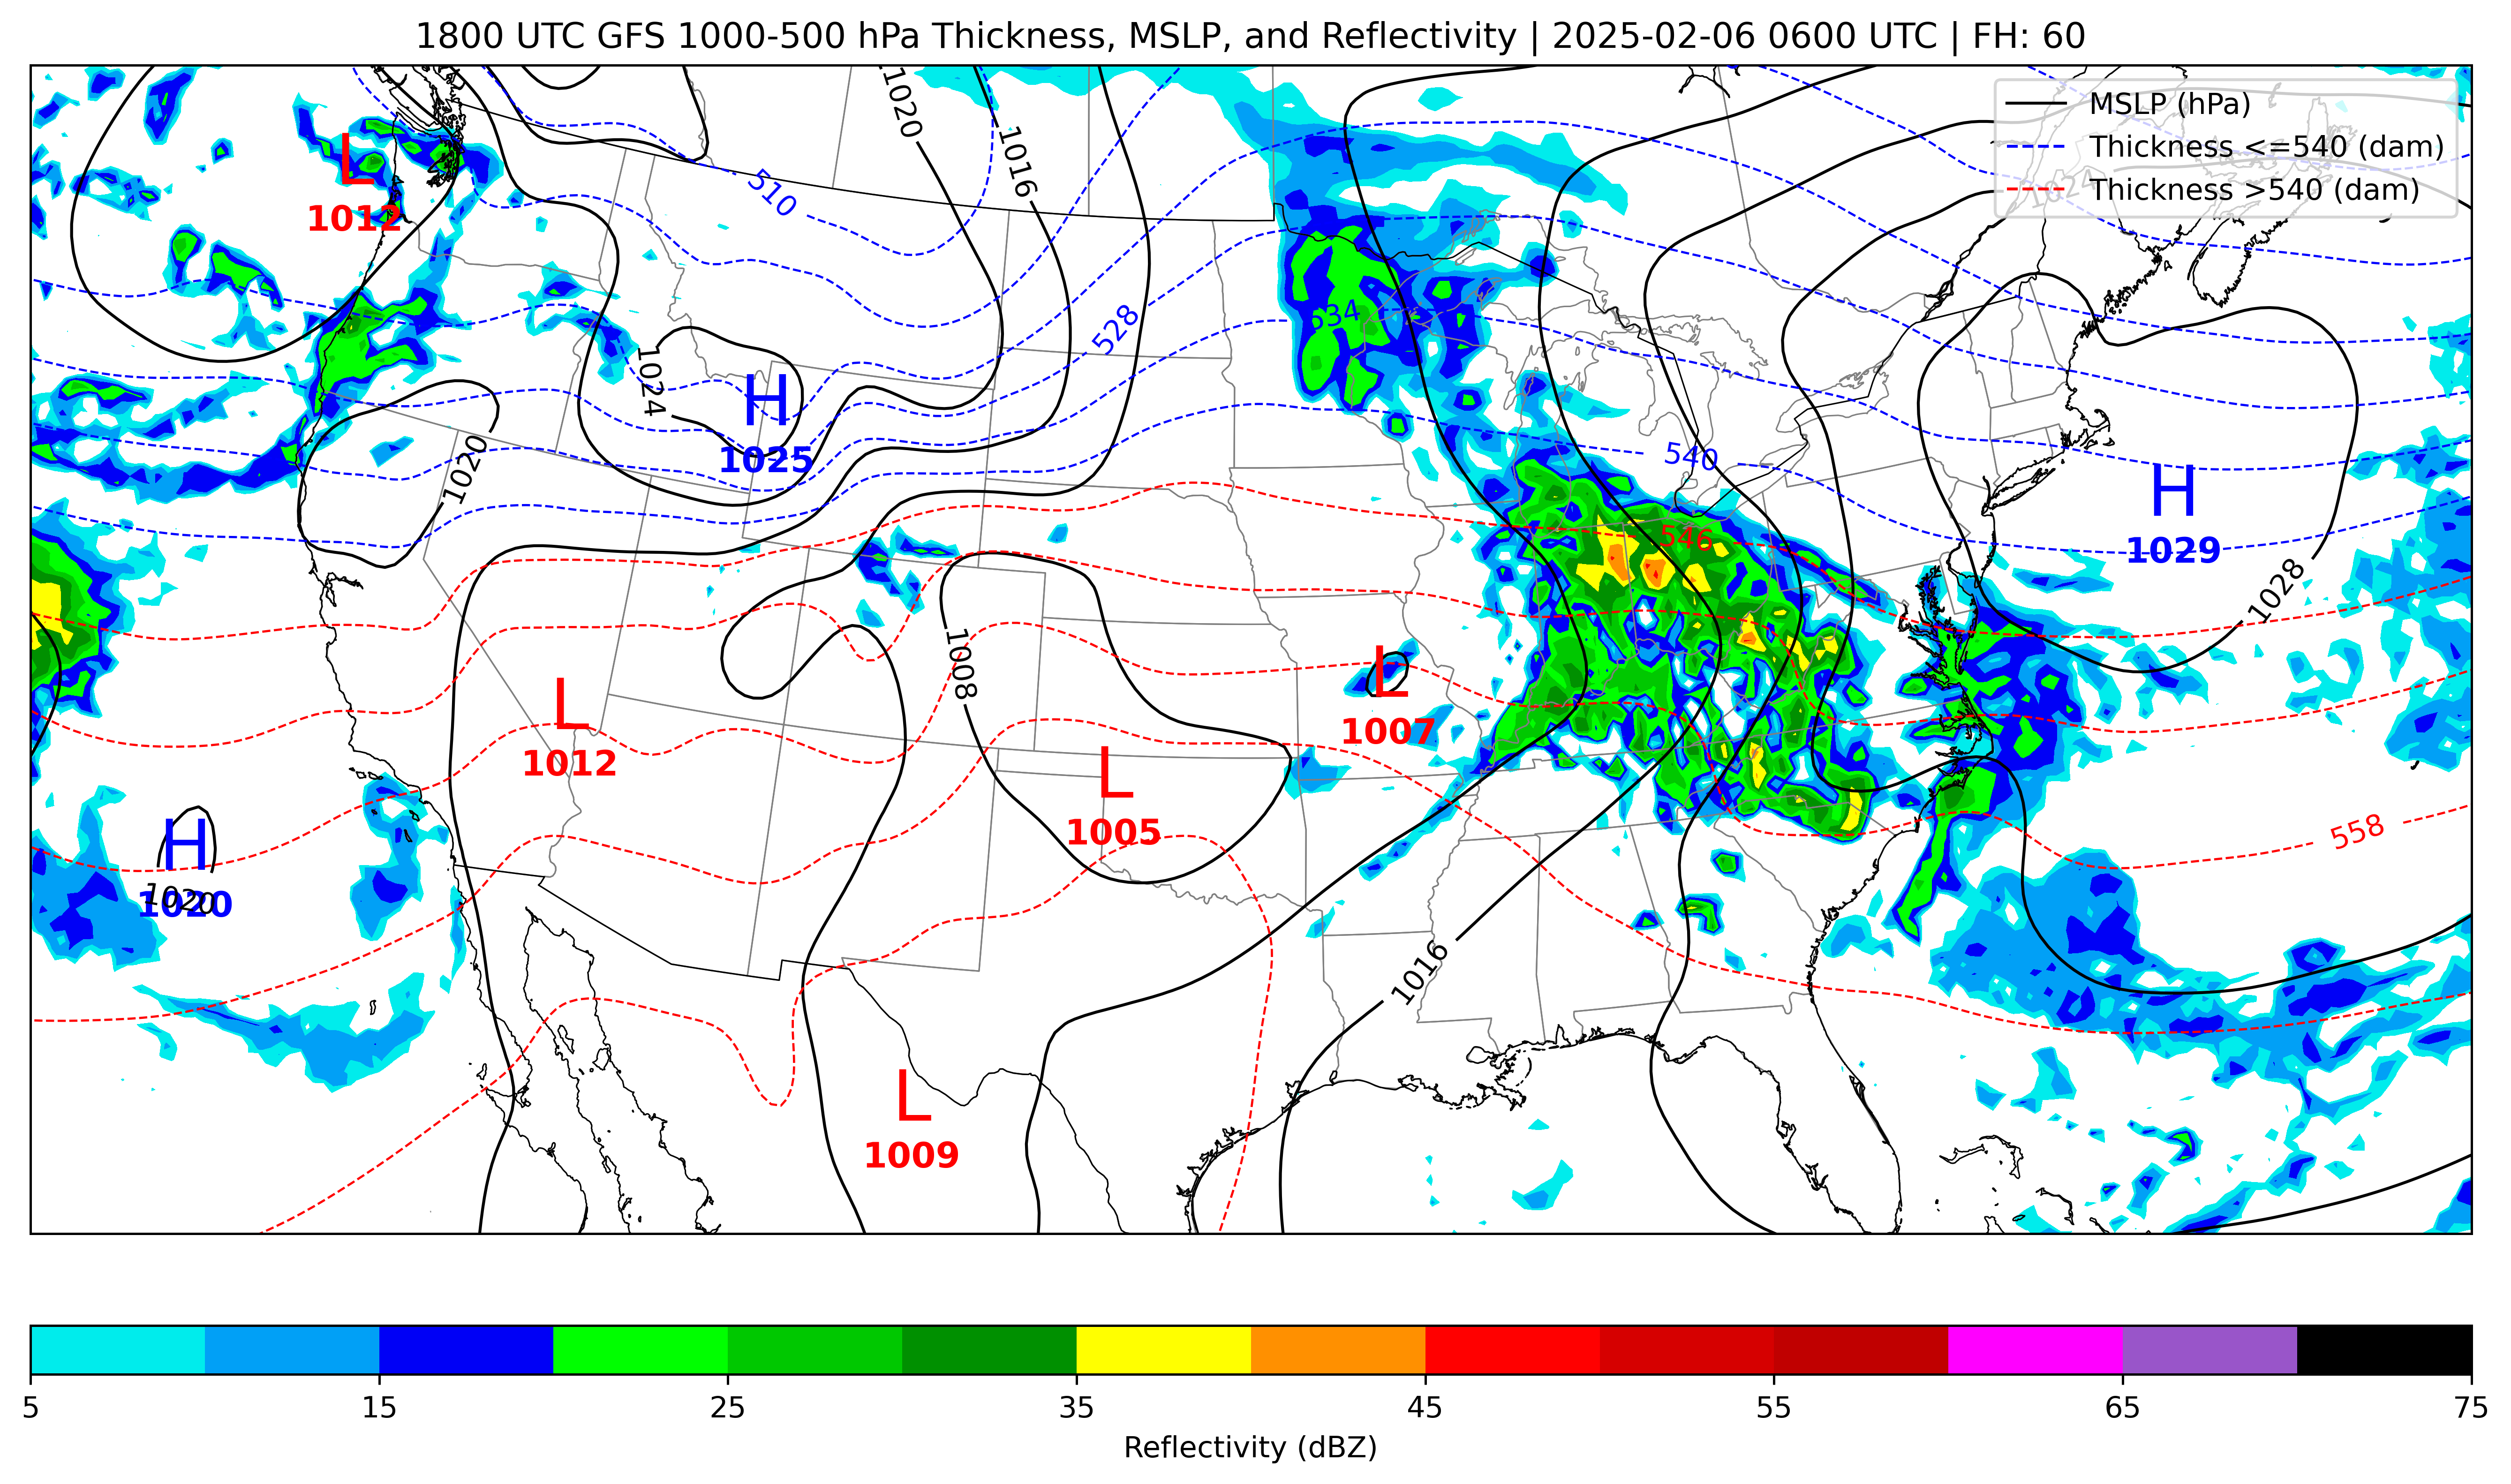 1800 UTC GFS 1000-500 hPa Thickness, MSLP, and Reflectivity | 2025-02-06 0600 UTC | FH: 60
MSLP (hPa)
Thickness <=540 (dam)
Thickness >540 (dam)
1020
1016
1024
510
L
1012
528
534
1024
H
1025
1020
540
546
H
1029
1028
1008
L
1012
L
1007
L
1005
558
H
1020
1020
1016
L
1009
5
15
25
35
45
55
65
75
Reflectivity (dBZ)